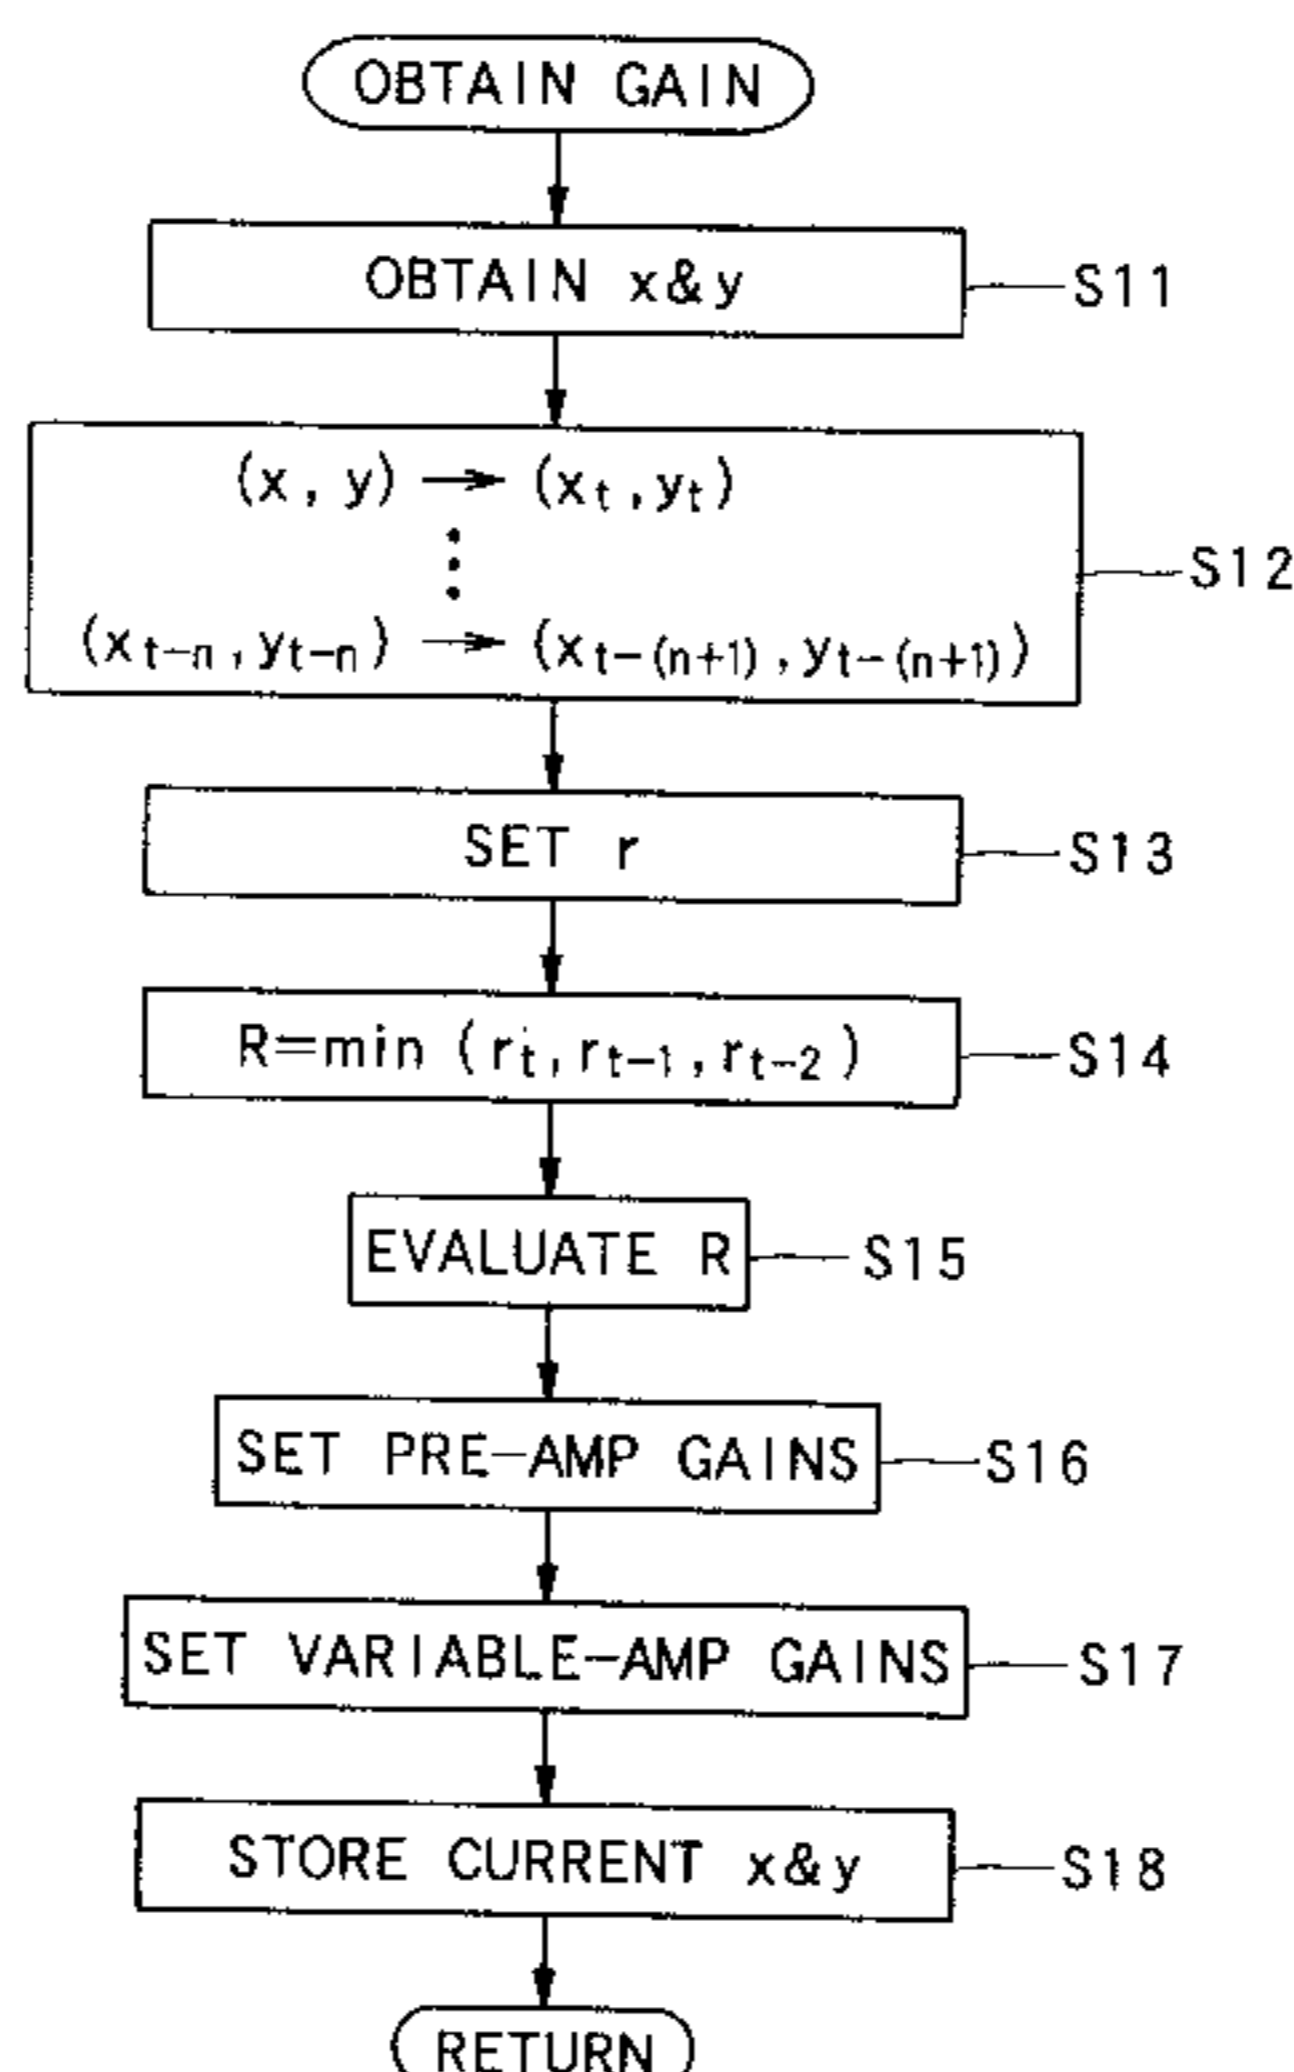 OBTAIN GAIN
OBTAIN x&y
S11
(x, y) → (xₜ, yₜ)
⋮
(xₜ₋ₙ, yₜ₋ₙ) → (xₜ₋₍ₙ₊₁₎, yₜ₋₍ₙ₊₁₎)
S12
SET r
S13
R=min (rₜ, rₜ₋₁, rₜ₋₂)
S14
EVALUATE R
S15
SET PRE-AMP GAINS
S16
SET VARIABLE-AMP GAINS
S17
STORE CURRENT x&y
S18
RETURN